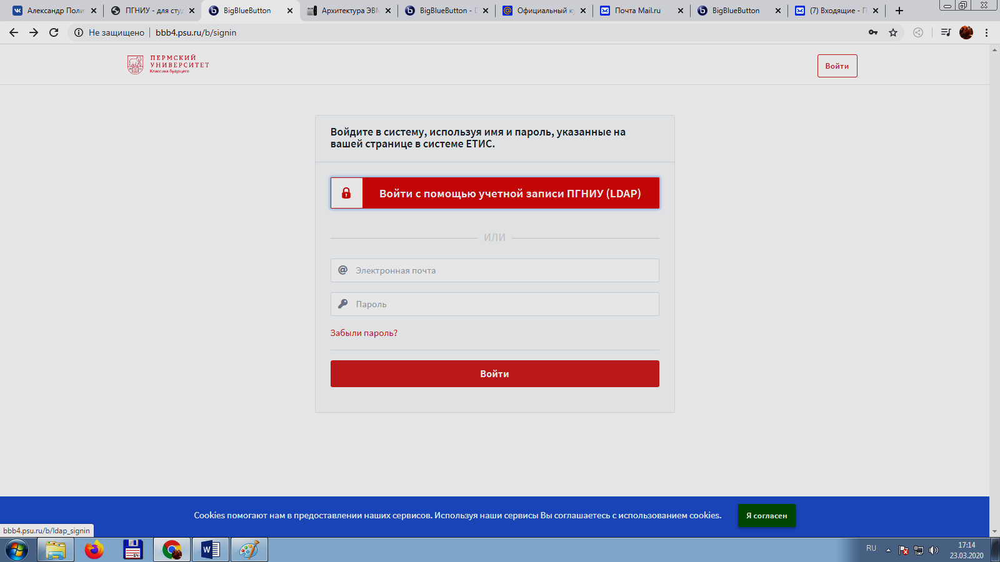 Александр Поли
ПГНИУ - для студ
BigBlueButton
Архитектура ЭВМ
BigBlueButton -
Официальный ку
Почта Mail.ru
BigBlueButton
(7) Входящие - П
Не защищено
bbb4.psu.ru/b/signin
ПЕРМСКИЙ
УНИВЕРСИТЕТ
Классика будущего
Войти
Войдите в систему, используя имя и пароль, указанные на
вашей странице в системе ЕТИС.
Войти с помощью учетной записи ПГНИУ (LDAP)
ИЛИ
@ Электронная почта
Пароль
Забыли пароль?
Войти
Cookies помогают нам в предоставлении наших сервисов. Используя наши сервисы Вы соглашаетесь с использованием cookies.
Я согласен
bbb4.psu.ru/b/ldap_signin
64
RU
17:14
23.03.2020